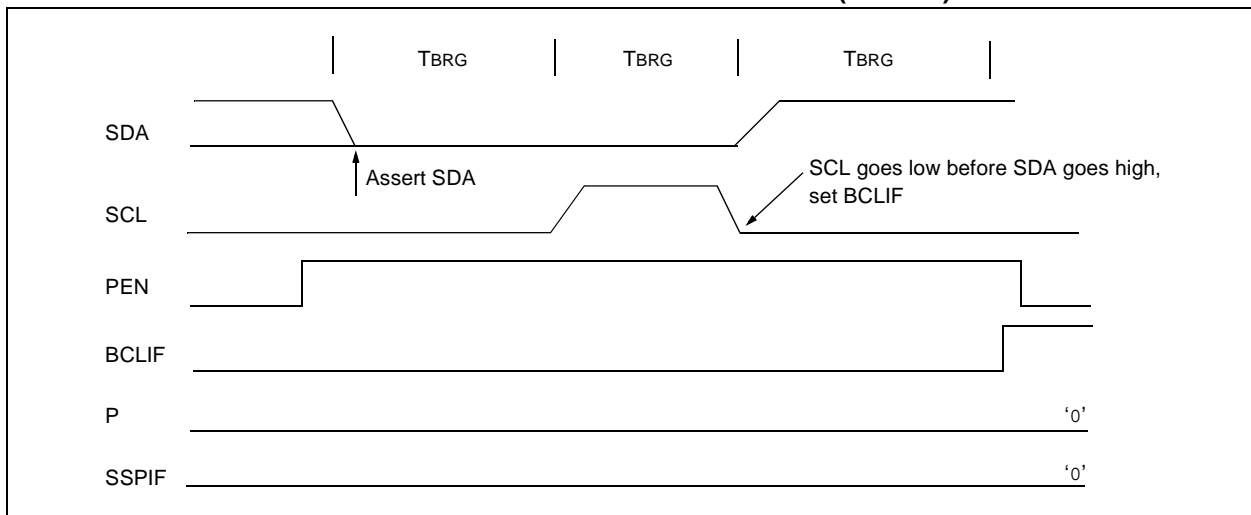 TBRG TBRG TBRG
SDA
Assert SDA
SCL goes low before SDA goes high,
set BCLIF
SCL
PEN
BCLIF
P ‘0’
SSPIF ‘0’